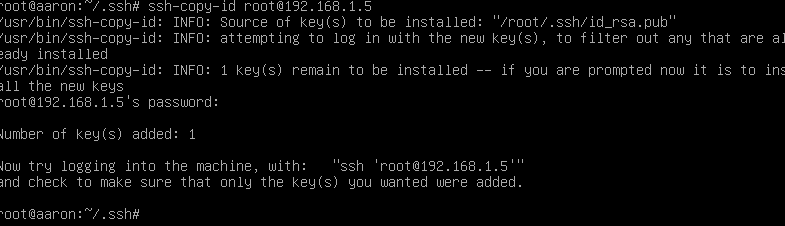 root@aaron:~/.ssh# ssh-copy-id root@192.168.1.5
/usr/bin/ssh-copy-id: INFO: Source of key(s) to be installed: "/root/.ssh/id_rsa.pub"
/usr/bin/ssh-copy-id: INFO: attempting to log in with the new key(s), to filter out any that are al
eady installed
/usr/bin/ssh-copy-id: INFO: 1 key(s) remain to be installed -- if you are prompted now it is to ins
all the new keys
root@192.168.1.5's password:
Number of key(s) added: 1
Now try logging into the machine, with:   "ssh 'root@192.168.1.5'"
and check to make sure that only the key(s) you wanted were added.
root@aaron:~/.ssh#